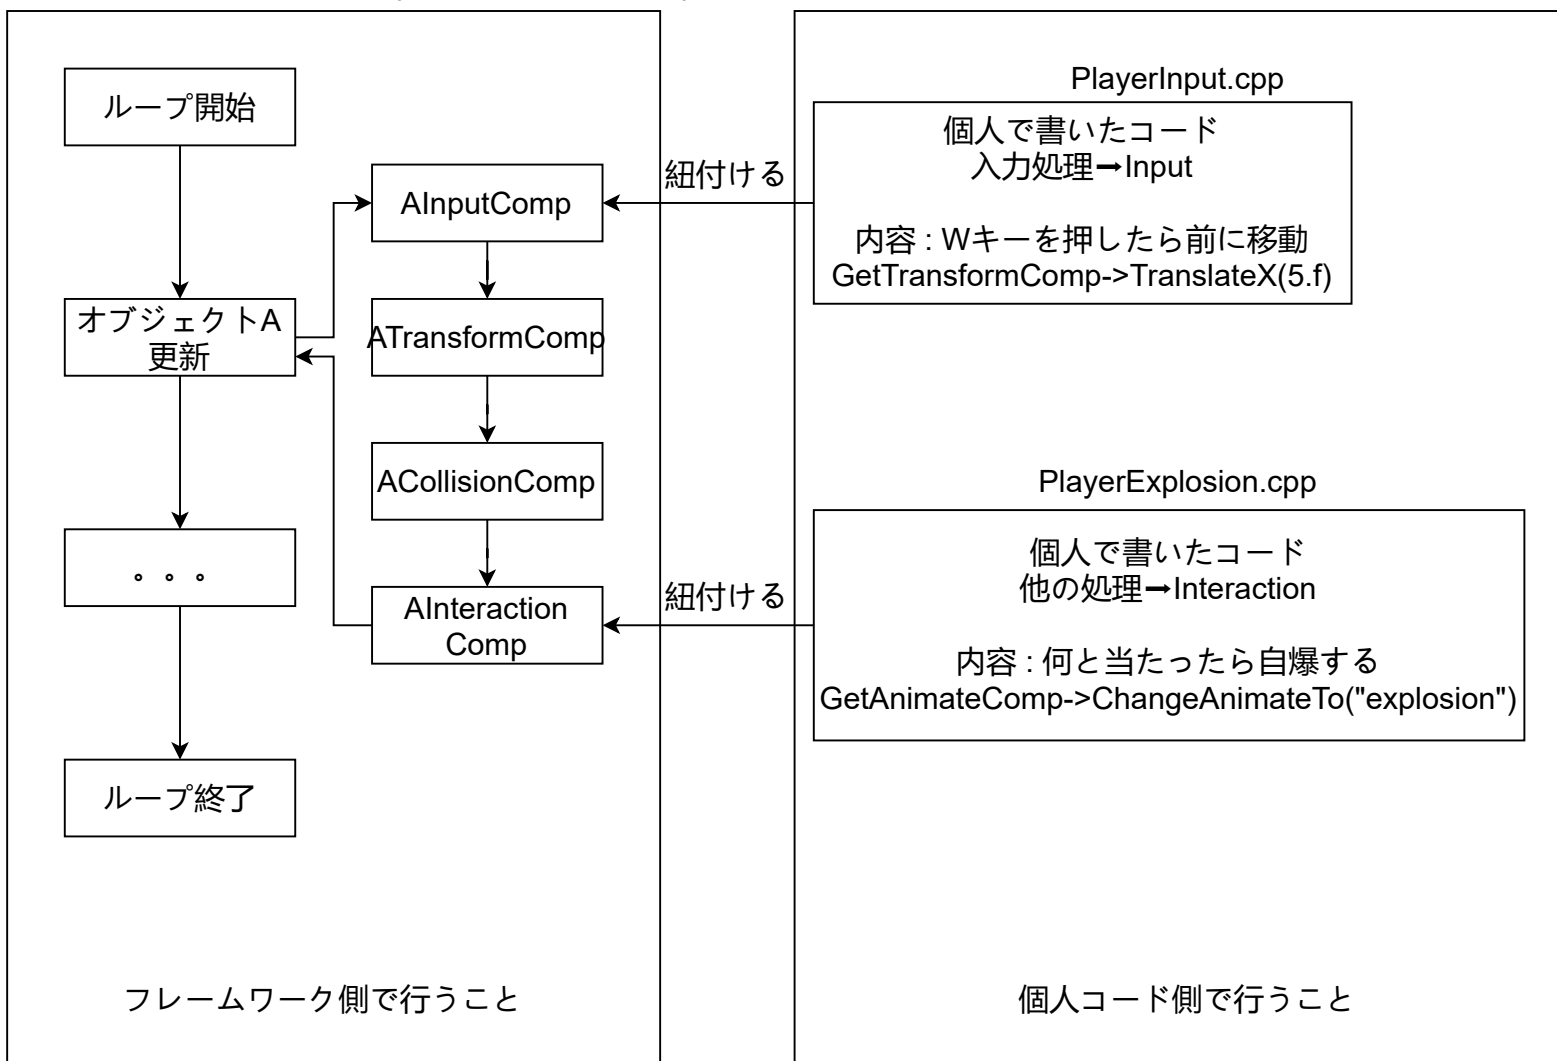 ループ開始
オブジェクトA
更新
。。。
ループ終了
AInputComp
ATransformComp
ACollisionComp
AInteraction
Comp
フレームワーク側で行うこと
紐付ける
紐付ける
PlayerInput.cpp
個人で書いたコード
入力処理➡Input
内容 : Wキーを押したら前に移動
GetTransformComp->TranslateX(5.f)
PlayerExplosion.cpp
個人で書いたコード
他の処理➡Interaction
内容 : 何と当たったら自爆する
GetAnimateComp->ChangeAnimateTo("explosion")
個人コード側で行うこと